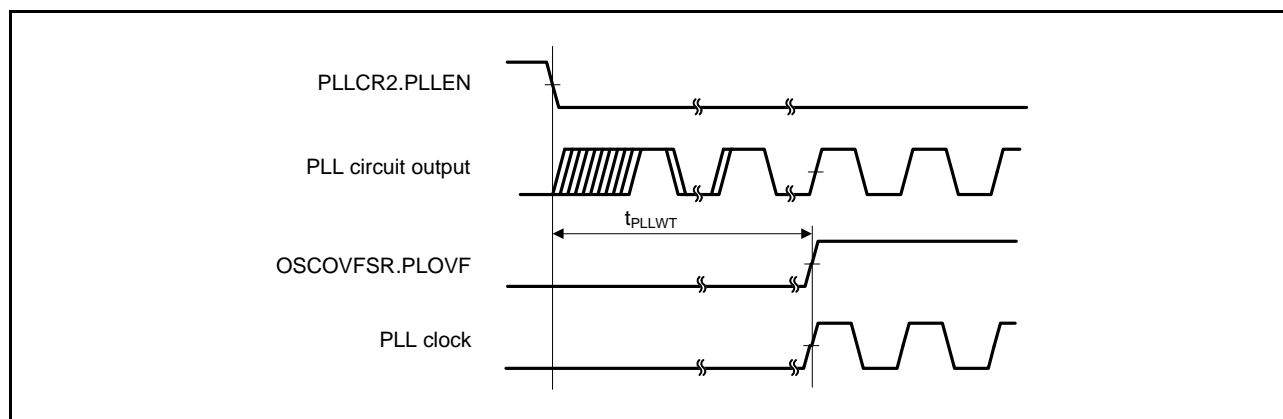 PLLCR2.PLLEN
PLL circuit output
tPLLWT
OSCOVFSR.PLOVF
PLL clock